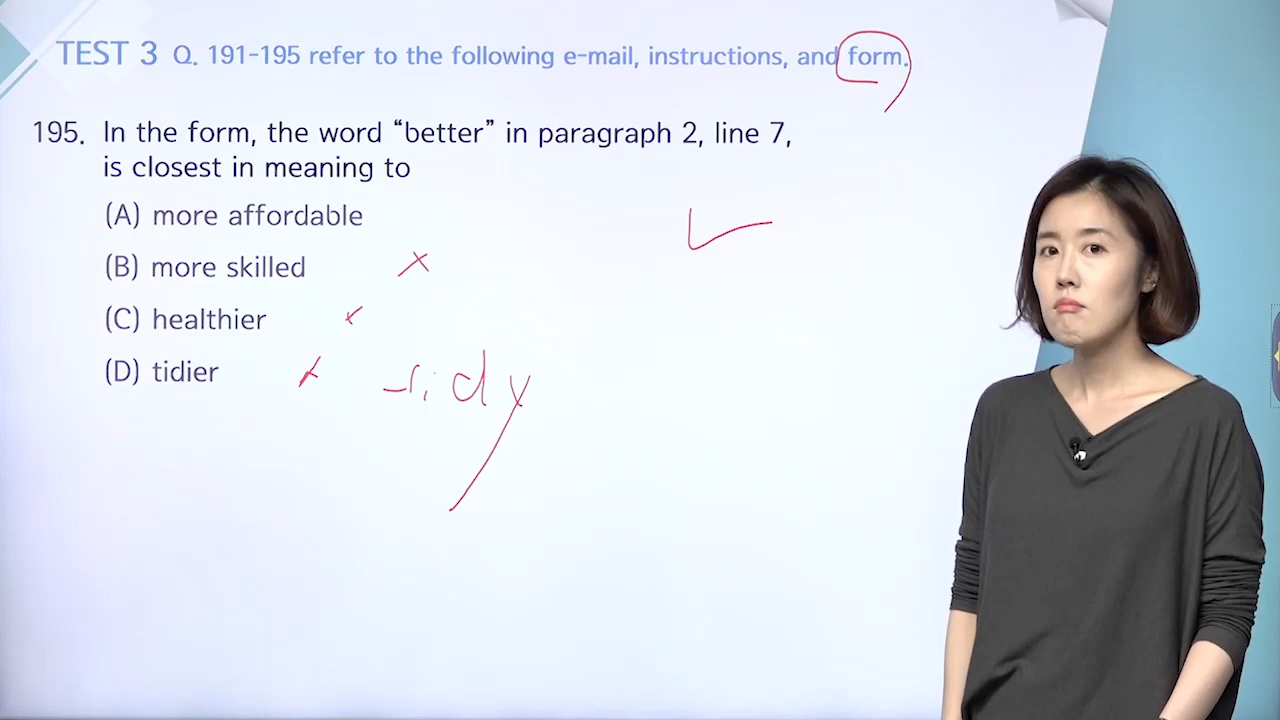 TEST 3 Q. 191-195 refer to the following e-mail, instructions, and form.
195. In the form, the word “better” in paragraph 2, line 7,
is closest in meaning to
(A) more affordable
(B) more skilled
(C) healthier
(D) tidier
tidy